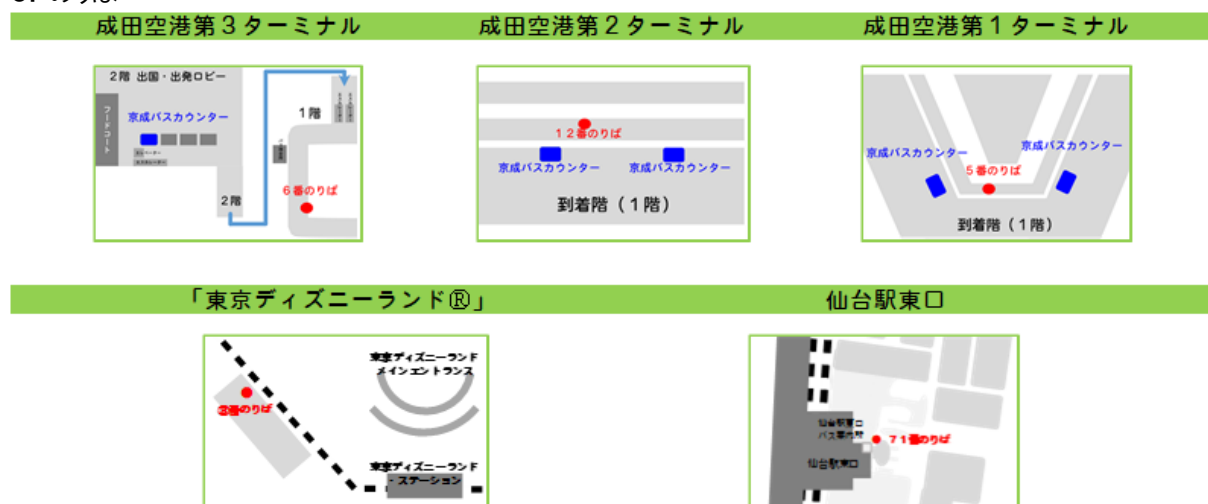 のりば
成田空港第３ターミナル
成田空港第２ターミナル
成田空港第１ターミナル
２階 出国・出発ロビー
フードコート
京成バスカウンター
１階
６番のりば
２階
１２番のりば
京成バスカウンター
京成バスカウンター
到着階（１階）
京成バスカウンター
京成バスカウンター
５番のりば
到着階（１階）
「東京ディズニーランド®」
仙台駅東口
東京ディズニーランド
メインエントランス
番のりば
東京ディズニーランド
・ステーション
仙台駅東口
バス案内所
７１番のりば
仙台駅東口